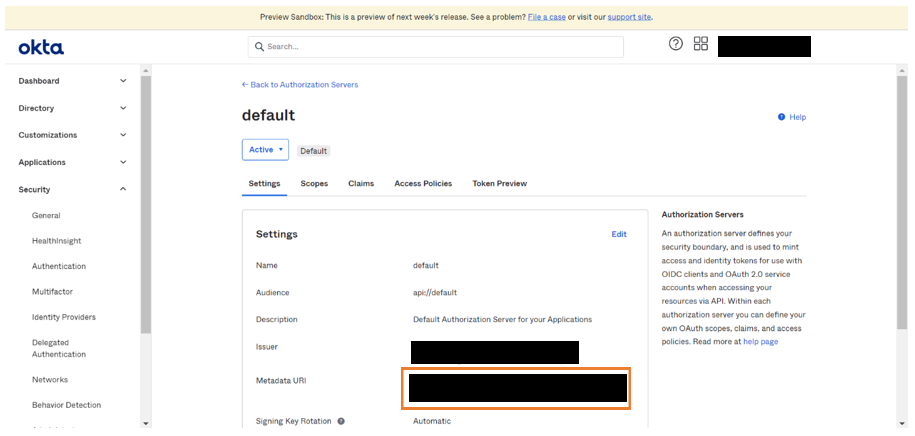 Preview Sandbox: This is a preview of next week's release. See a problem? File a case or visit our support site.
okta
Search...
Dashboard
Directory
Customizations
Applications
Security
General
HealthInsight
Authentication
Multifactor
Identity Providers
Delegated
Authentication
Networks
Behavior Detection
← Back to Authorization Servers
default
Help
Active
Default
Settings Scopes Claims Access Policies Token Preview
Settings
Edit
Name default
Audience api://default
Description Default Authorization Server for your Applications
Issuer
Metadata URI
Signing Key Rotation Automatic
Authorization Servers
An authorization server defines your
security boundary, and is used to mint
access and identity tokens for use with
OIDC clients and OAuth 2.0 service
accounts when accessing your
resources via API. Within each
authorization server you can define your
own OAuth scopes, claims, and access
policies. Read more at help page